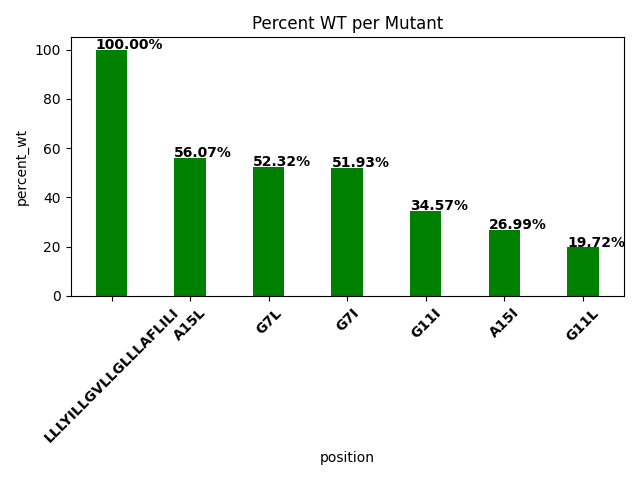 Percent WT per Mutant
percent_wt
100
80
60
40
20
0
100.00%
56.07%
52.32%
51.93%
34.57%
26.99%
19.72%
LLLYILLGVLLGLLLAFLILI
A15L
G7L
G7I
G11I
A15I
G11L
position